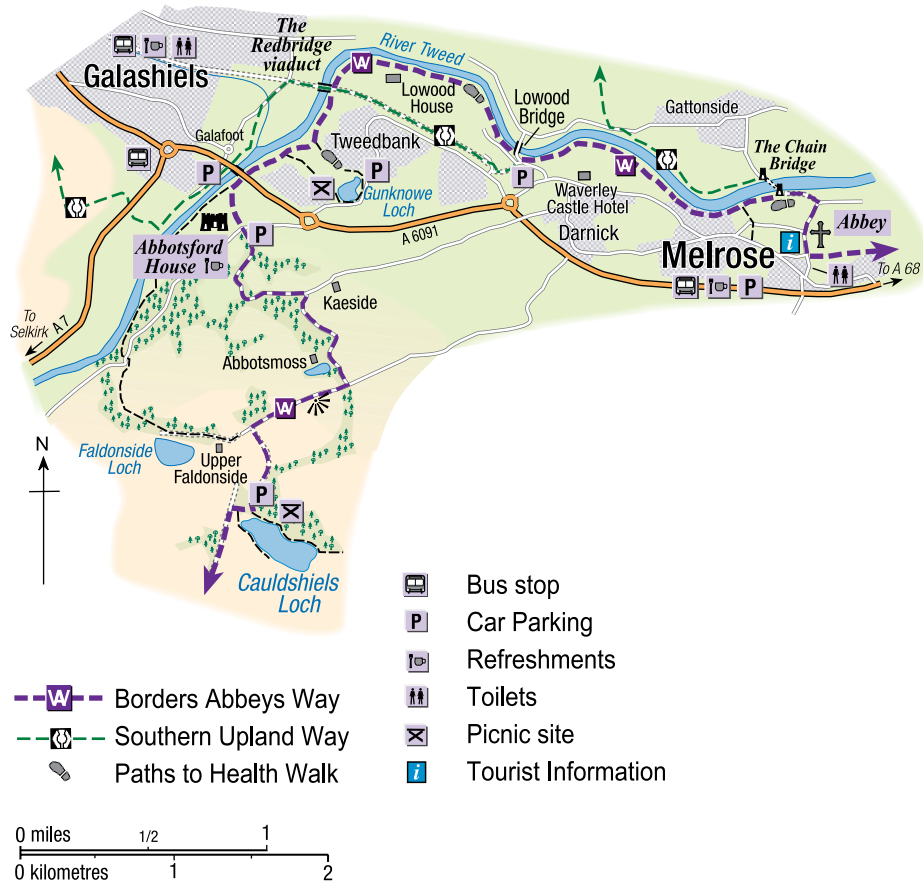 The
Redbridge
viaduct
River Tweed
Galashiels
Lowood
House
Lowood
Bridge
Gattonside
Galafoot
Tweedbank
The Chain
Bridge
P
P
P
Gunknowe
Loch
Waverley
Castle Hotel
Darnick
Melrose
i
Abbey
Abbotsford
House
P
A 6091
To A 68
P
Kaeside
To
Selkirk
A 7
Abbotsmoss
W
Faldonside
Loch
Upper
Faldonside
N
P
Cauldshiels
Loch
Bus stop
P Car Parking
Refreshments
W Borders Abbeys Way
Toilets
Southern Upland Way
Picnic site
Paths to Health Walk
i Tourist Information
0 miles 1/2 1
0 kilometres 1 2